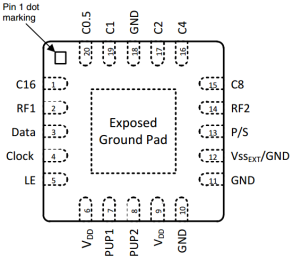 Pin 1 dot
marking
C0.5
C1
GND
C2
C4
20
19
18
17
16
C16
1
RF1
2
Data
3
Clock
4
LE
5
Exposed
Ground Pad
15
C8
14
RF2
13
P/S
12
VssEXT/GND
11
GND
6
7
8
9
10
VDD
PUP1
PUP2
VDD
GND